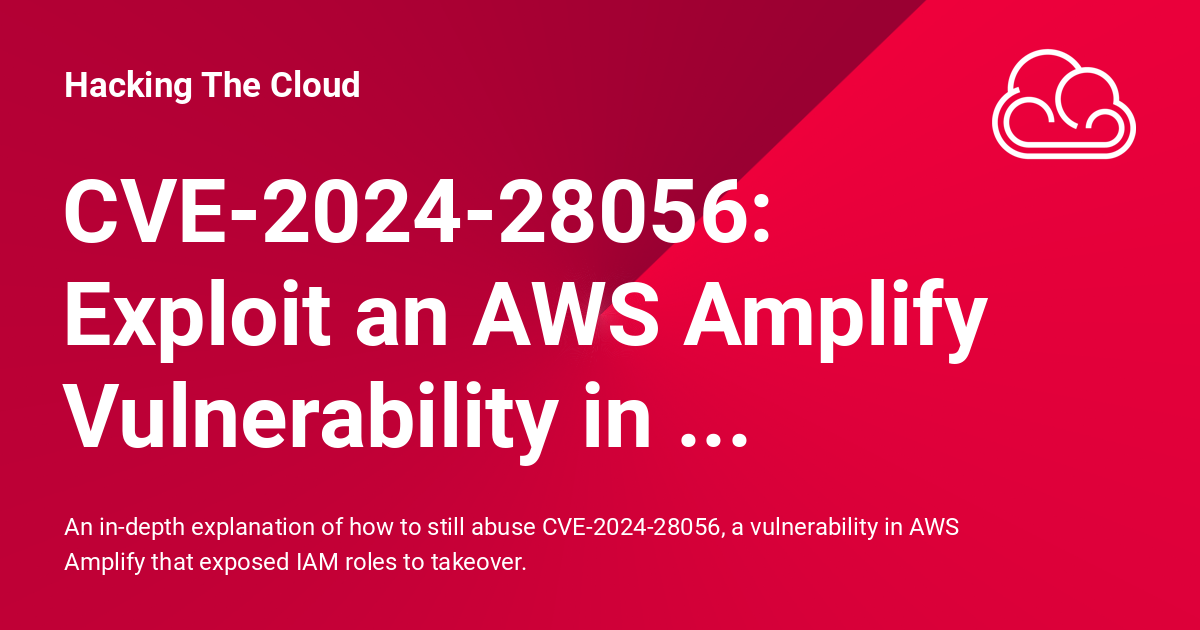 Hacking The Cloud
CVE-2024-28056:
Exploit an AWS Amplify
Vulnerability in ...
An in-depth explanation of how to still abuse CVE-2024-28056, a vulnerability in AWS
Amplify that exposed IAM roles to takeover.